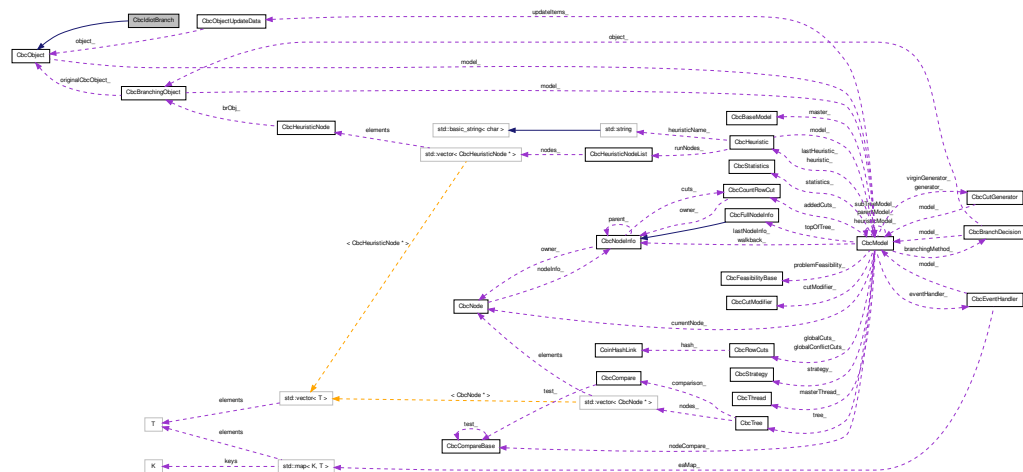 CbcIdiotBranch
CbcObjectUpdateData
updateItems_
CbcObject
object_
object_
model_
originalCbcObject_
CbcBranchingObject
model_
brObj_
CbcHeuristicNode
elements
std::basic_string< char >
std::string
heuristicName_
CbcBaseModel
master_
CbcHeuristic
model_
std::vector< CbcHeuristicNode * >
nodes_
CbcHeuristicNodeList
runNodes_
lastHeuristic_
heuristic_
CbcStatistics
statistics_
virginGenerator_
generator_
CbcCutGenerator
cuts_
CbcCountRowCut
owner_
addedCuts_
subTreeModel_
parentModel_
heuristicModel_
model_
parent_
CbcFullNodeInfo
topOfTree_
CbcBranchDecision
model_
CbcNodeInfo
lastNodeInfo_
walkback_
CbcModel
branchingMethod_
model_
< CbcHeuristicNode * >
owner_
nodeInfo_
problemFeasibility_
CbcFeasibilityBase
cutModifier_
CbcCutModifier
eventHandler_
CbcEventHandler
CbcNode
currentNode_
globalCuts_
globalConflictCuts_
CoinHashLink
hash_
CbcRowCuts
elements
CbcStrategy
strategy_
CbcCompare
comparison_
test_
CbcThread
masterThread_
std::vector< T >
< CbcNode * >
std::vector< CbcNode * >
nodes_
CbcTree
tree_
elements
T
test_
CbcCompareBase
nodeCompare_
elements
K
keys
std::map< K, T >
eaMap_